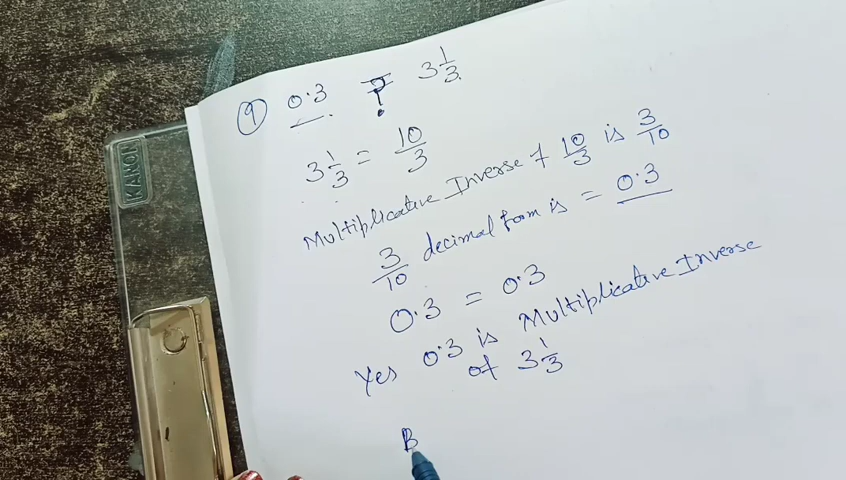 9 0.3 ? 3 1/3
3 1/3 = 10/3
Multiplicative Inverse of 10/3 is 3/10
3/10 decimal form is = 0.3
0.3 = 0.3
Yes 0.3 is Multiplicative Inverse
of 3 1/3
B
KANON